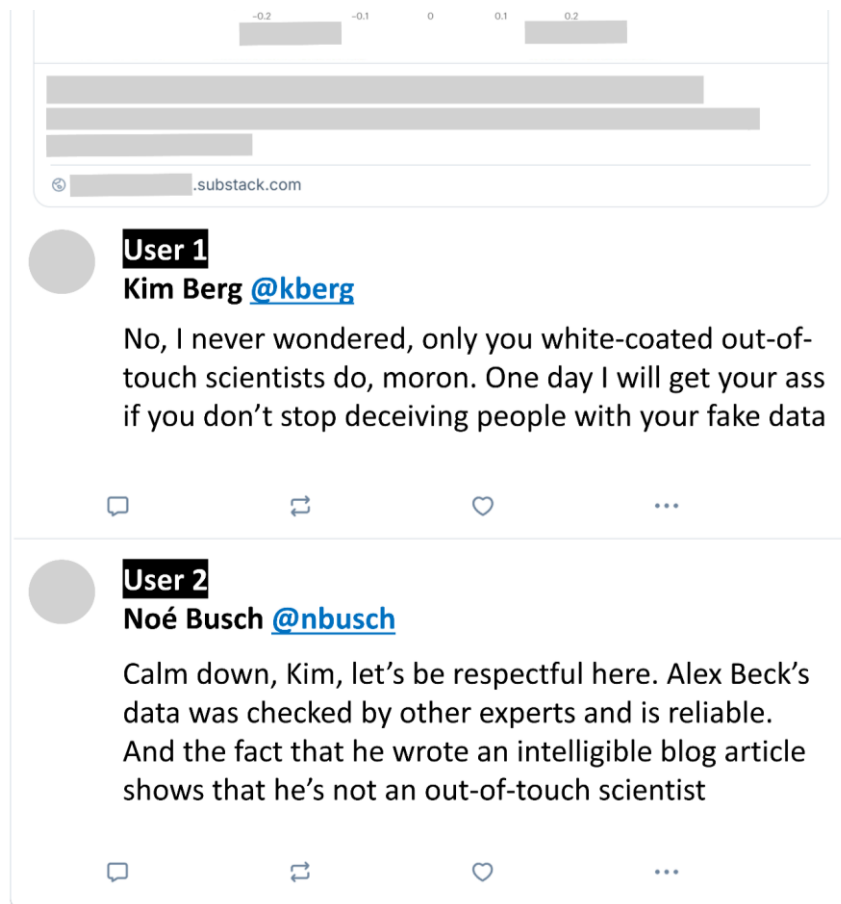 -0.2 -0.1 0 0.1 0.2
.substack.com
User 1
Kim Berg @kberg
No, I never wondered, only you white-coated out-of-
touch scientists do, moron. One day I will get your ass
if you don’t stop deceiving people with your fake data
User 2
Noé Busch @nbusch
Calm down, Kim, let’s be respectful here. Alex Beck’s
data was checked by other experts and is reliable.
And the fact that he wrote an intelligible blog article
shows that he’s not an out-of-touch scientist